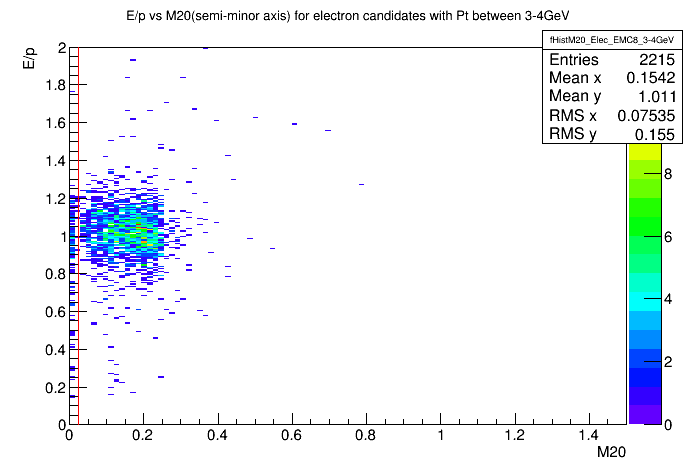 E/p vs M20(semi-minor axis) for electron candidates with Pt between 3-4GeV
fHistM20_Elec_EMC8_3-4GeV
Entries 2215
Mean x 0.1542
Mean y 1.011
RMS x 0.07535
RMS y 0.155
E/p
2
1.8
1.6
1.4
1.2
1
0.8
0.6
0.4
0.2
0
0 0.2 0.4 0.6 0.8 1 1.2 1.4
M20
8
6
4
2
0